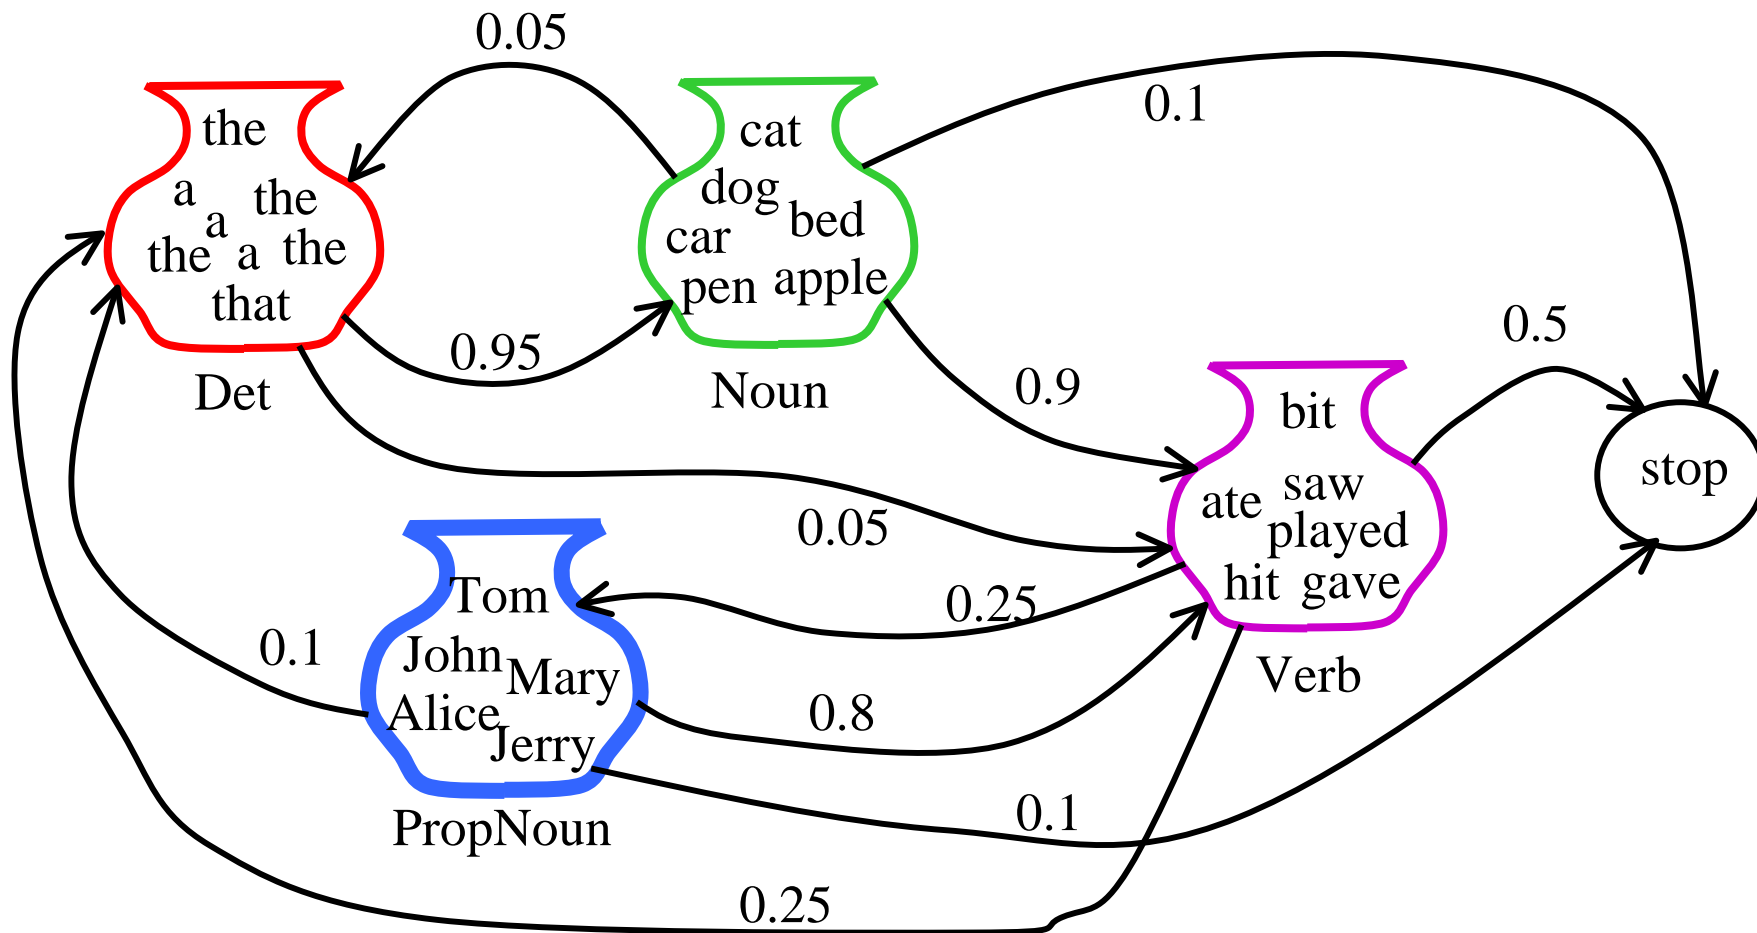 0.05
0.1
the
a
the
a
the
a
the
that
Det
cat
dog
bed
car
pen
apple
Noun
0.95
0.9
0.5
bit
saw
ate
played
hit
gave
Verb
stop
0.05
0.25
Tom
John
Mary
Alice
Jerry
PropNoun
0.1
0.8
0.1
0.25